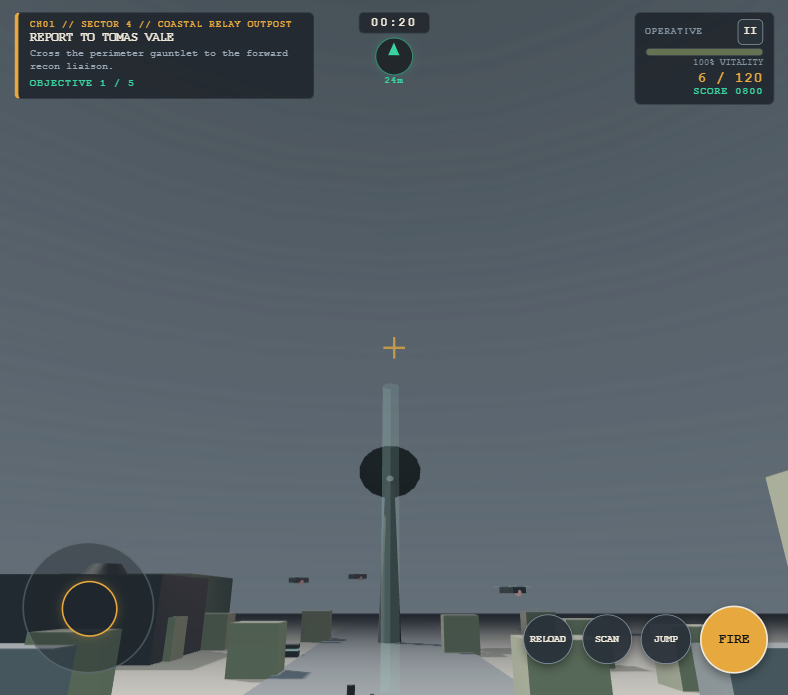 CH01 // SECTOR 4 // COASTAL RELAY OUTPOST
REPORT TO TOMAS VALE
Cross the perimeter gauntlet to the forward
recon liaison.
OBJECTIVE 1 / 5
00:20
24m
OPERATIVE
II
100% VITALITY
6 / 120
SCORE 0800
RELOAD
SCAN
JUMP
FIRE